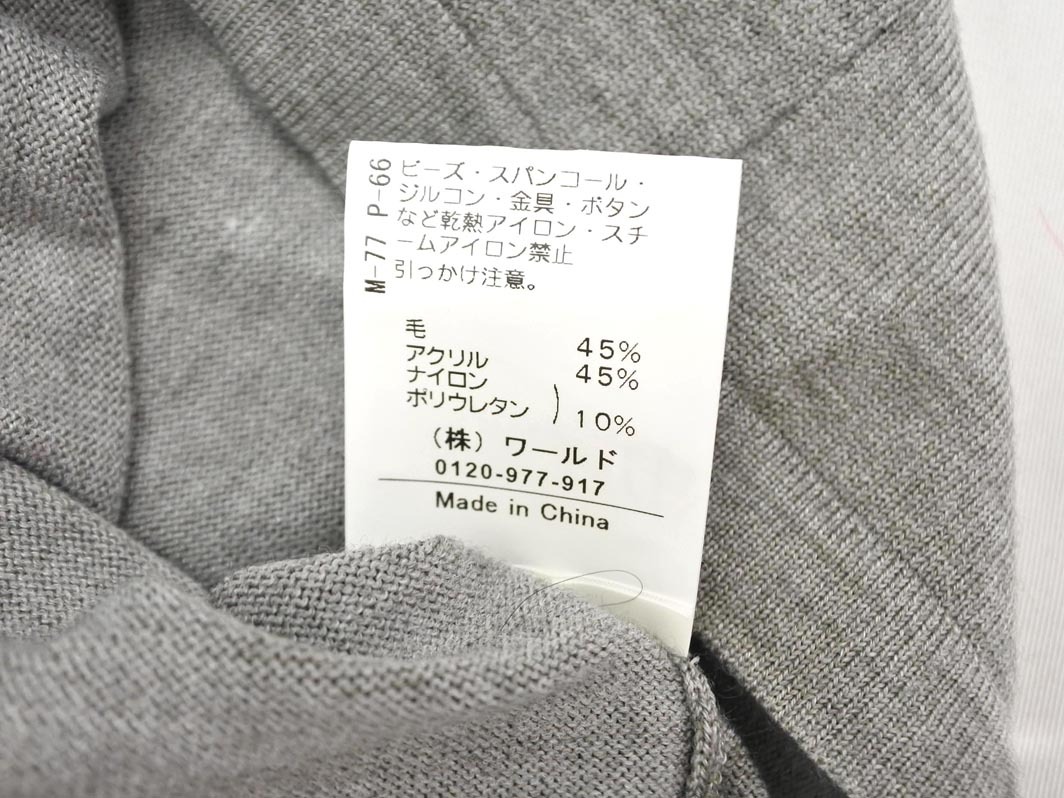 M-77 P-66
ビーズ・スパンコール・
ジルコン・金具・ボタン
など乾熱アイロン・スチ
ームアイロン禁止
引っかけ注意。
毛 45%
アクリル 45%
ナイロン
ポリウレタン ) 10%
（株）ワールド
0120-977-917
Made in China